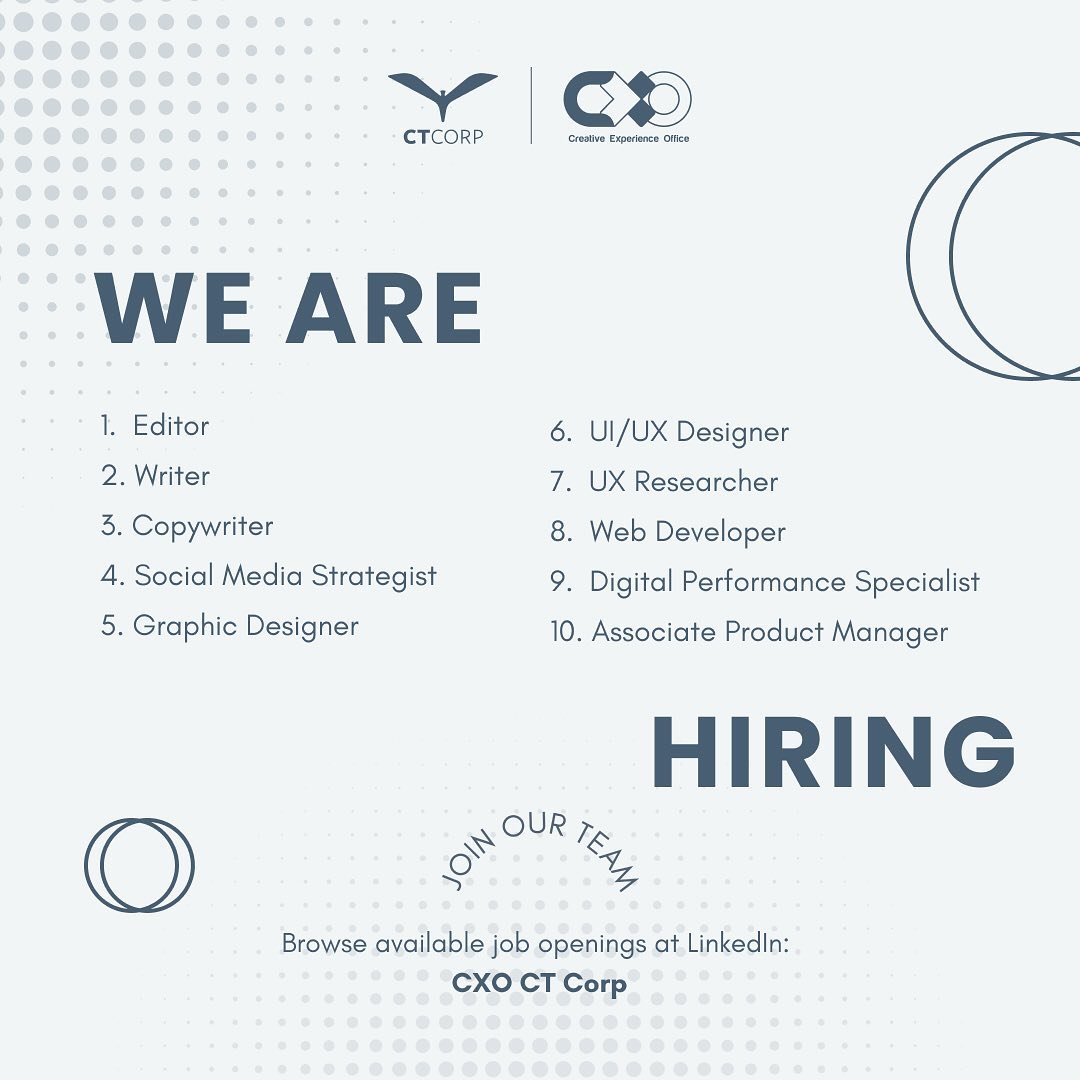 CTCORP
CXO
Creative Experience Office
WE ARE
1. Editor
2. Writer
3. Copywriter
4. Social Media Strategist
5. Graphic Designer
6. UI/UX Designer
7. UX Researcher
8. Web Developer
9. Digital Performance Specialist
10. Associate Product Manager
HIRING
JOIN OUR TEAM
Browse available job openings at LinkedIn:
CXO CT Corp